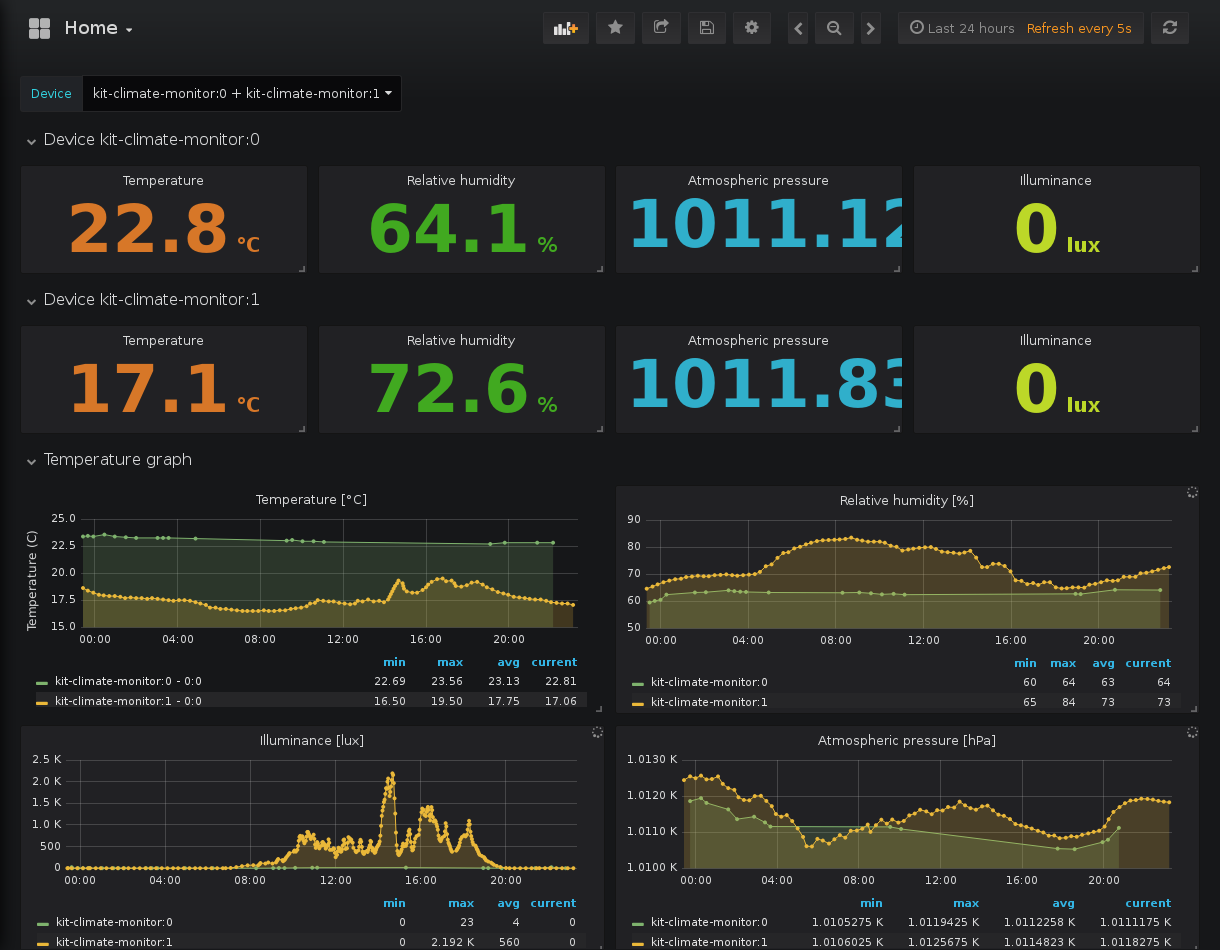 Home
Last 24 hours Refresh every 5s
Device kit-climate-monitor:0 + kit-climate-monitor:1
Device kit-climate-monitor:0
Temperature Relative humidity Atmospheric pressure Illuminance
22.8 °C 64.1 % 1011.12 0 lux
Device kit-climate-monitor:1
Temperature Relative humidity Atmospheric pressure Illuminance
17.1 °C 72.6 % 1011.83 0 lux
Temperature graph
Temperature [°C]
Temperature (C)
25.0
22.5
20.0
17.5
15.0
00:00 04:00 08:00 12:00 16:00 20:00
min max avg current
kit-climate-monitor:0 - 0:0 22.69 23.56 23.13 22.81
kit-climate-monitor:1 - 0:0 16.50 19.50 17.75 17.06
Relative humidity [%]
90
80
70
60
50
00:00 04:00 08:00 12:00 16:00 20:00
min max avg current
kit-climate-monitor:0 60 64 63 64
kit-climate-monitor:1 65 84 73 73
Illuminance [lux]
2.5 K
2.0 K
1.5 K
1.0 K
500
0
00:00 04:00 08:00 12:00 16:00 20:00
min max avg current
kit-climate-monitor:0 0 23 4 0
kit-climate-monitor:1 0 2.192 K 560 0
Atmospheric pressure [hPa]
1.0130 K
1.0120 K
1.0110 K
1.0100 K
00:00 04:00 08:00 12:00 16:00 20:00
min max avg current
kit-climate-monitor:0 1.0105275 K 1.0119425 K 1.0112258 K 1.0111175 K
kit-climate-monitor:1 1.0106025 K 1.0125675 K 1.0114823 K 1.0118275 K